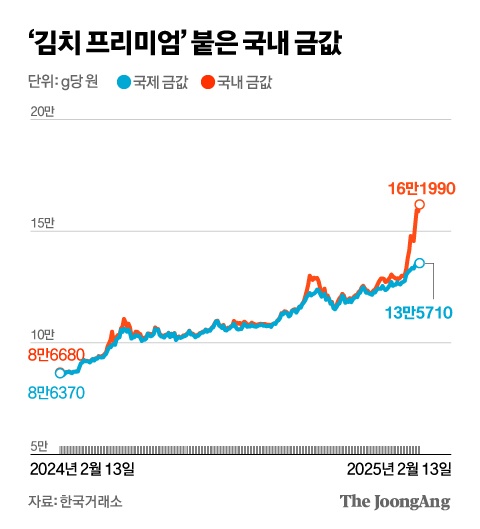 ‘김치 프리미엄’ 붙은 국내 금값
단위: g당 원 국제 금값 국내 금값
20만
16만1990
15만
13만5710
10만
8만6680
8만6370
5만
2024년 2월 13일 2025년 2월 13일
자료: 한국거래소 The JoongAng